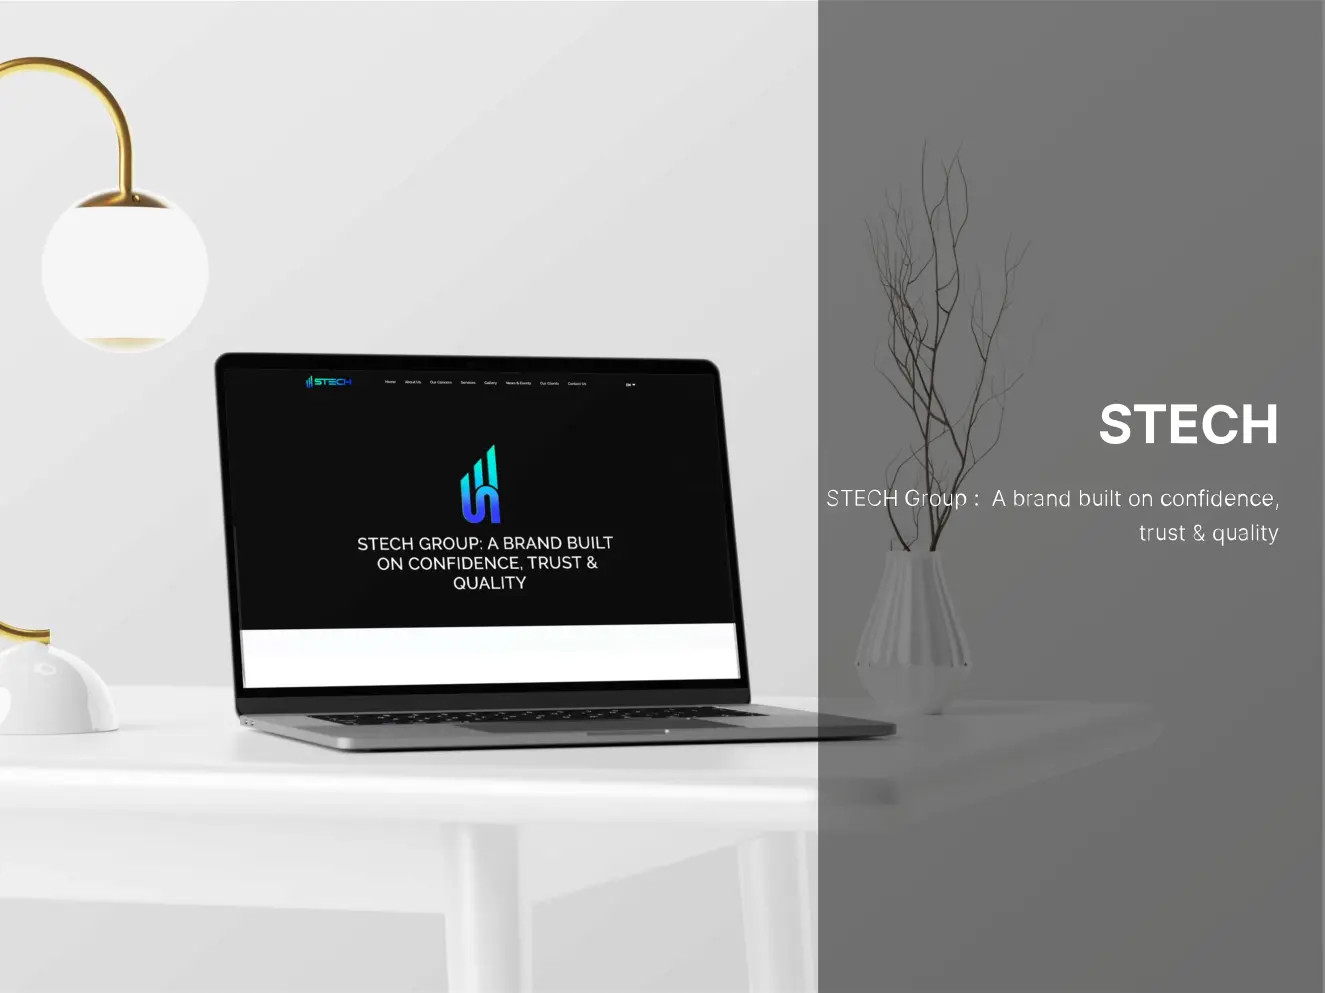 STECH
Home About Us Our Careers Services Gallery News & Events Our Clients Contact Us EN
STECH GROUP: A BRAND BUILT
ON CONFIDENCE, TRUST &
QUALITY
STECH
STECH Group : A brand built on confidence,
trust & quality